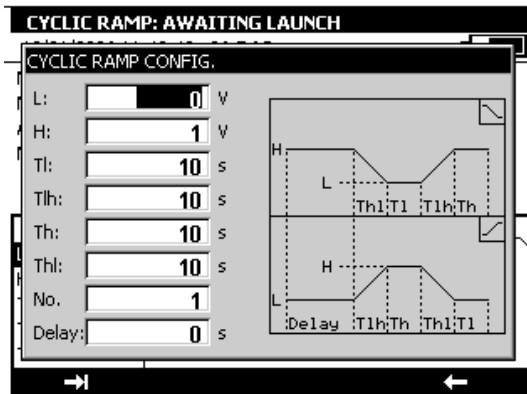 CYCLIC RAMP: AWAITING LAUNCH
CYCLIC RAMP CONFIG.
L: 0 V
H: 1 V
Tl: 10 s
Tlh: 10 s
Th: 10 s
Thl: 10 s
No. 1
Delay: 0 s
H
L
Thl Tl Tlh Th
H
L
Delay Tlh Th Thl Tl